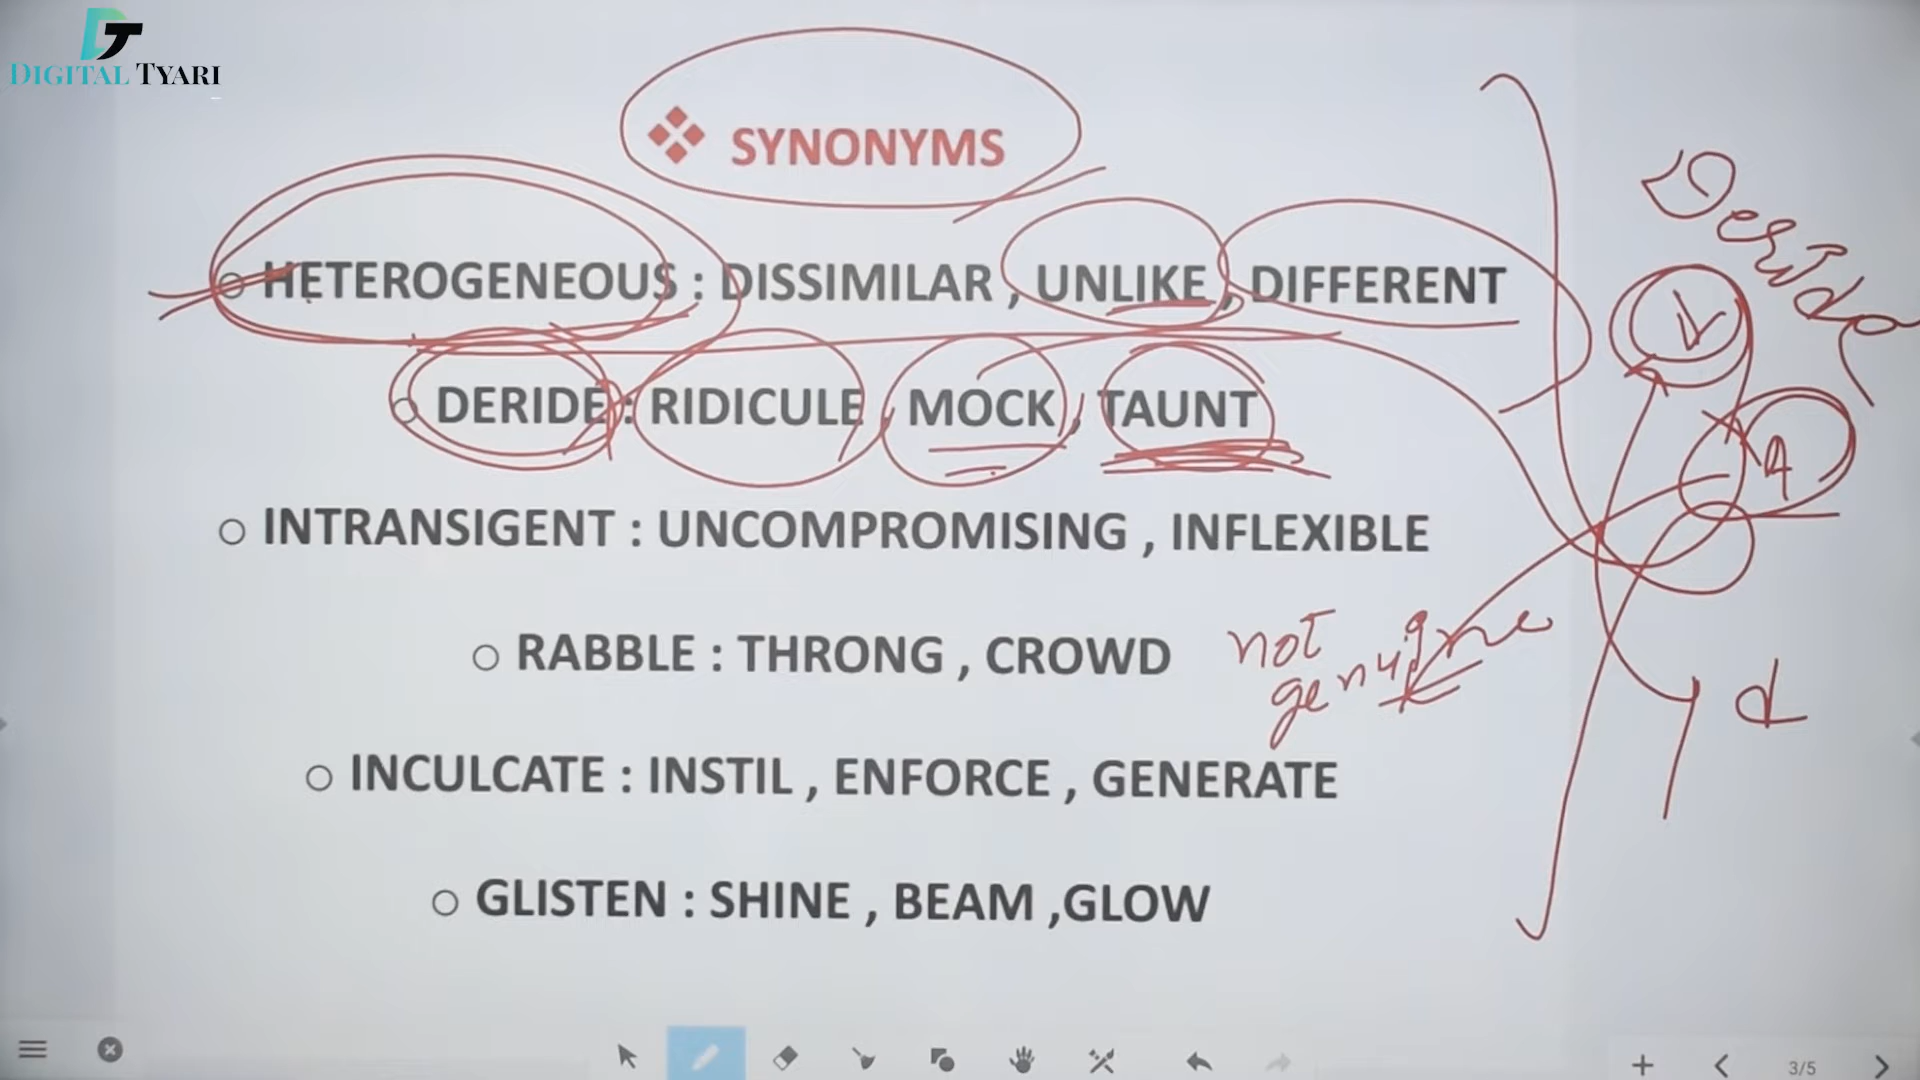 DIGITAL TYARI
❖ SYNONYMS
○ HETEROGENEOUS : DISSIMILAR , UNLIKE , DIFFERENT
Deride
○ DERIDE : RIDICULE , MOCK , TAUNT
A
○ INTRANSIGENT : UNCOMPROMISING , INFLEXIBLE
○ RABBLE : THRONG , CROWD
not
genuine
d
○ INCULCATE : INSTIL , ENFORCE , GENERATE
○ GLISTEN : SHINE , BEAM ,GLOW
3/5